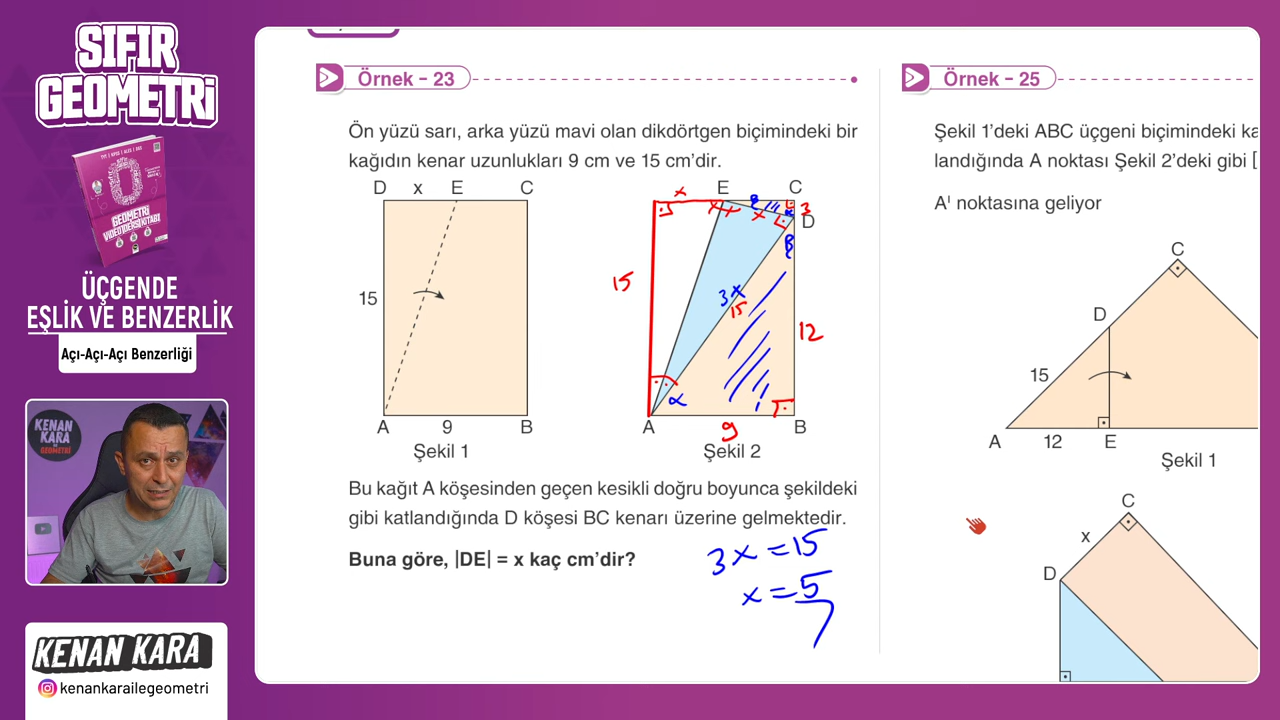 SIFIR
GEOMETRİ
GEOMETRİ
VIDEO DERS KİTABI
ÜÇGENDE
EŞLİK VE BENZERLİK
Açı-Açı-Açı Benzerliği
KENAN
KARA
GEOMETRİ
KENAN KARA
kenankarailegeometri
Örnek - 23
Ön yüzü sarı, arka yüzü mavi olan dikdörtgen biçimindeki bir
kağıdın kenar uzunlukları 9 cm ve 15 cm'dir.
D x E C
15
A 9 B
Şekil 1
x E C
3
D
15
3x
15
12
α
A 9 B
Şekil 2
Bu kağıt A köşesinden geçen kesikli doğru boyunca şekildeki
gibi katlandığında D köşesi BC kenarı üzerine gelmektedir.
Buna göre, |DE| = x kaç cm'dir?
3x = 15
x = 5
Örnek - 25
Şekil 1'deki ABC üçgeni biçimindeki ka
landığında A noktası Şekil 2'deki gibi [
A' noktasına geliyor
C
D
15
A 12 E
Şekil 1
C
x
D